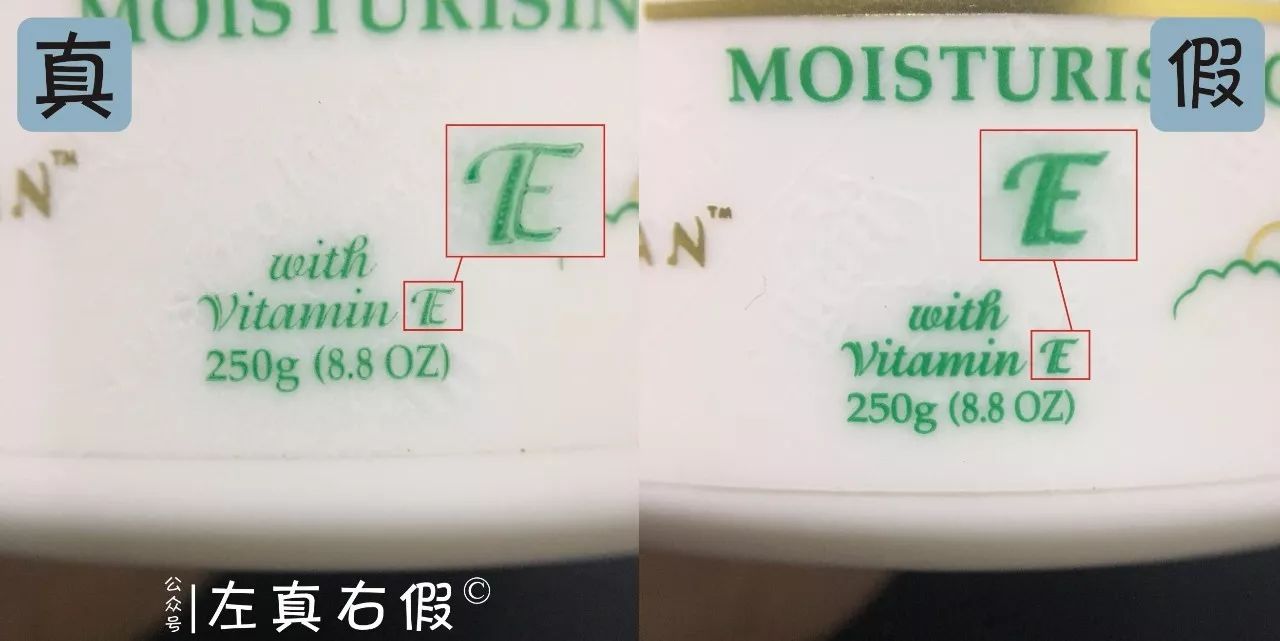 真
MOISTURISIN
N™
E
with
Vitamin E
250g (8.8 OZ)
公众号
左真右假©
假
MOISTURIS
AN™
E
with
Vitamin E
250g (8.8 OZ)